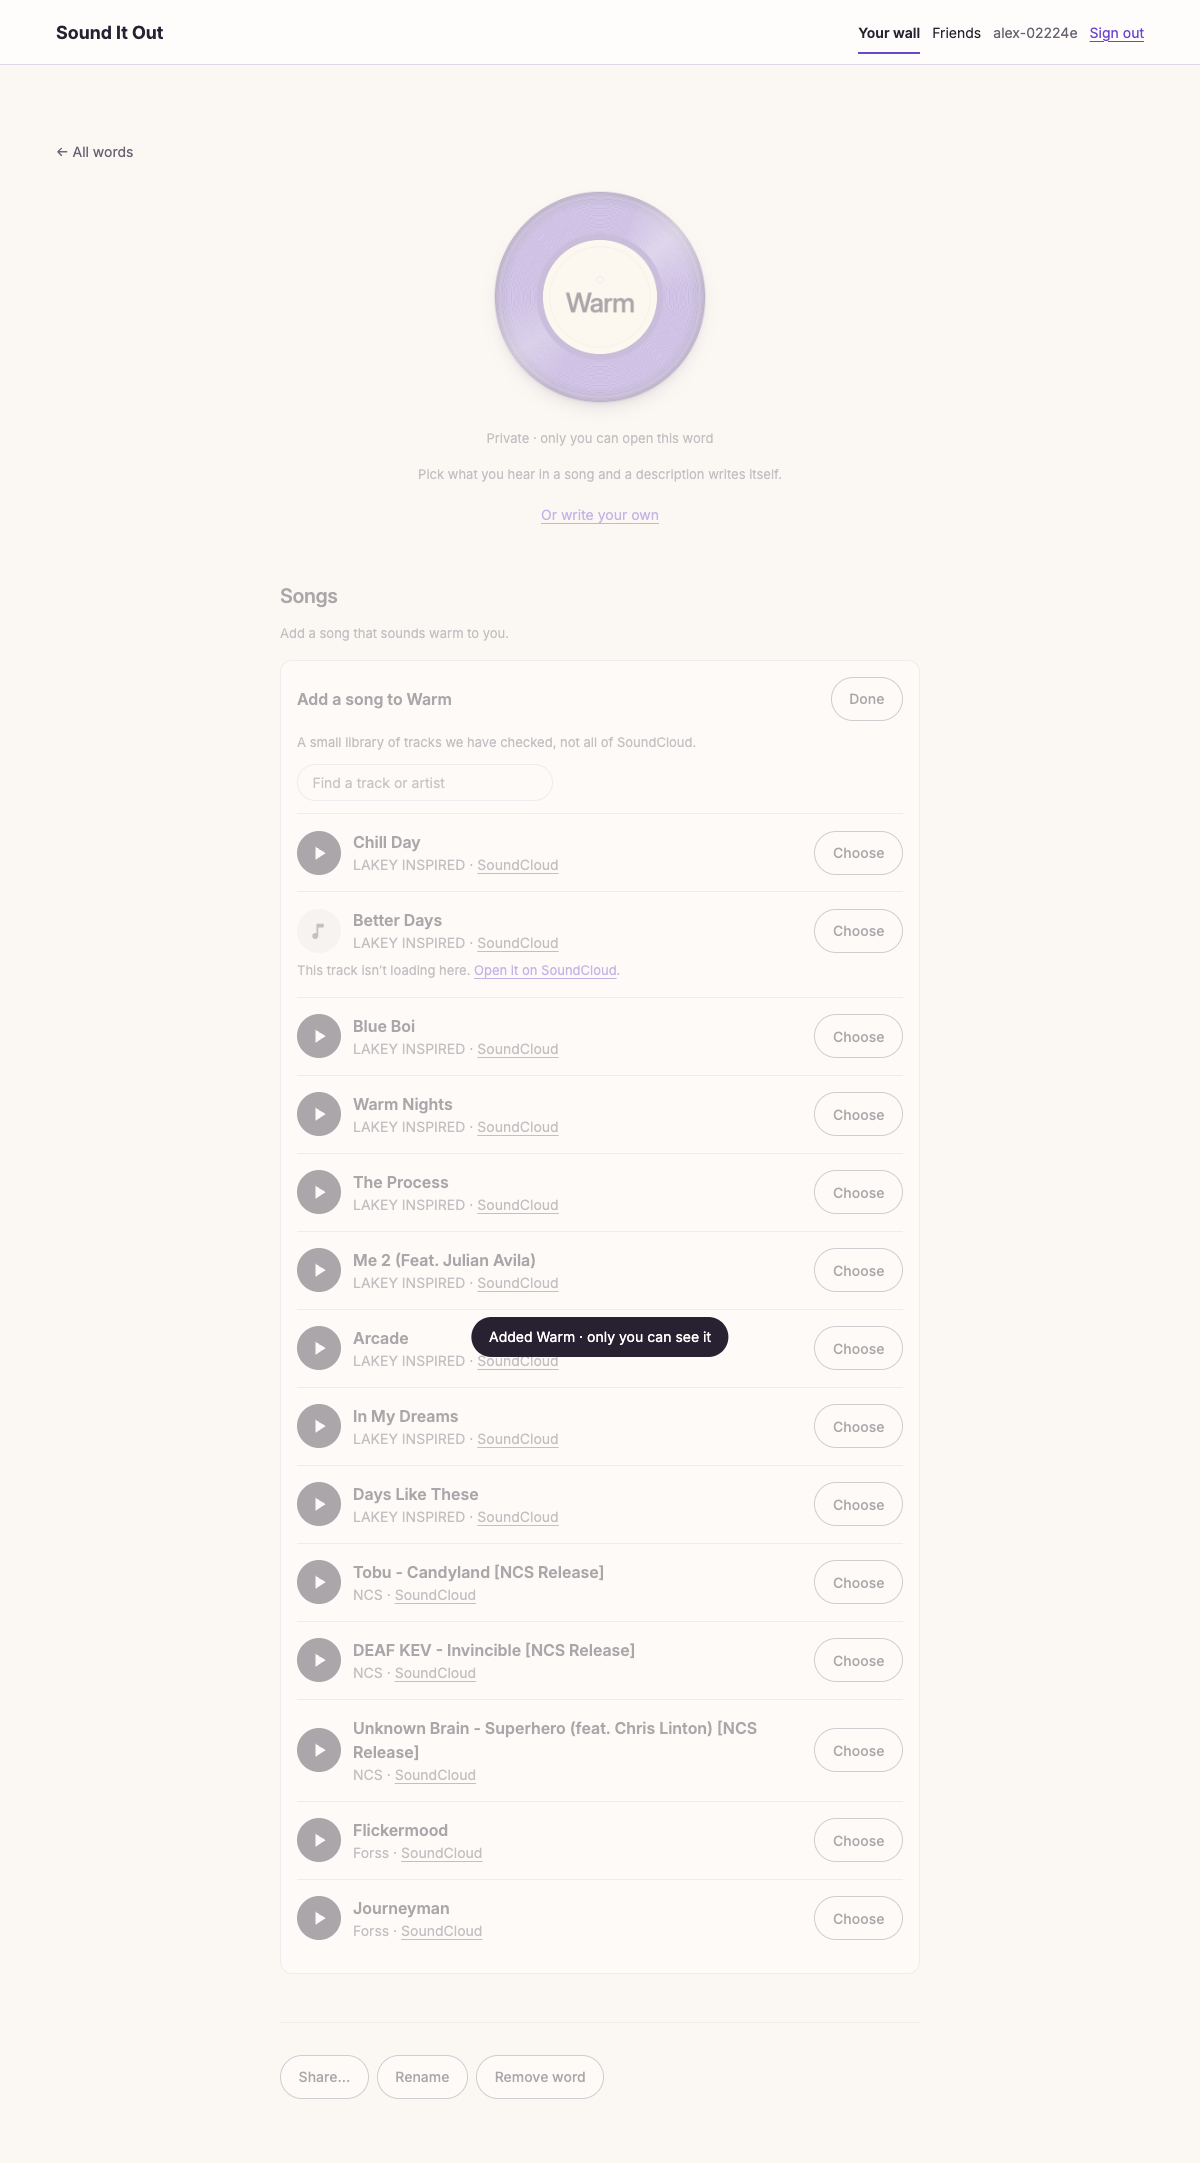 Sound It Out
Your wall Friends alex-02224e Sign out
← All words
Warm
Private · only you can open this word
Pick what you hear in a song and a description writes itself.
Or write your own
Songs
Add a song that sounds warm to you.
Add a song to Warm
Done
A small library of tracks we have checked, not all of SoundCloud.
Find a track or artist
Chill Day
LAKEY INSPIRED · SoundCloud
Choose
Better Days
LAKEY INSPIRED · SoundCloud
Choose
This track isn't loading here. Open it on SoundCloud.
Blue Boi
LAKEY INSPIRED · SoundCloud
Choose
Warm Nights
LAKEY INSPIRED · SoundCloud
Choose
The Process
LAKEY INSPIRED · SoundCloud
Choose
Me 2 (Feat. Julian Avila)
LAKEY INSPIRED · SoundCloud
Choose
Added Warm · only you can see it
Arcade
LAKEY INSPIRED · SoundCloud
Choose
In My Dreams
LAKEY INSPIRED · SoundCloud
Choose
Days Like These
LAKEY INSPIRED · SoundCloud
Choose
Tobu - Candyland [NCS Release]
NCS · SoundCloud
Choose
DEAF KEV - Invincible [NCS Release]
NCS · SoundCloud
Choose
Unknown Brain - Superhero (feat. Chris Linton) [NCS
Release]
NCS · SoundCloud
Choose
Flickermood
Forss · SoundCloud
Choose
Journeyman
Forss · SoundCloud
Choose
Share...
Rename
Remove word